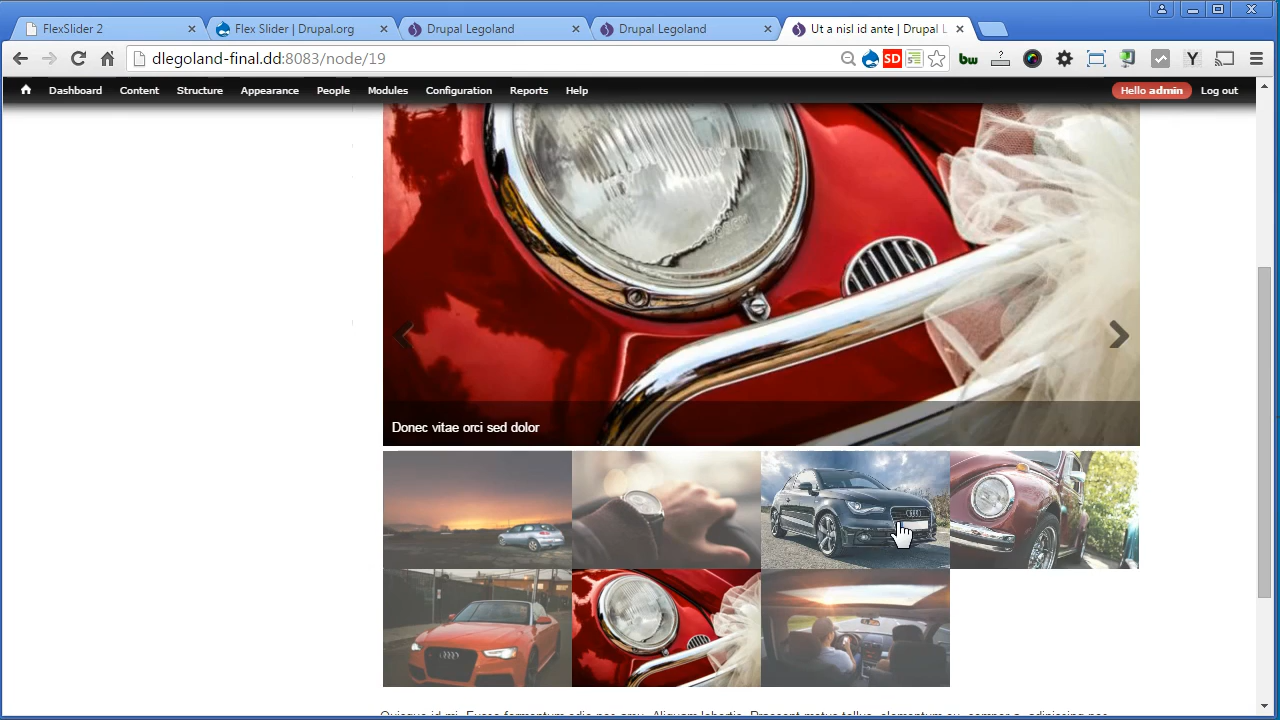 FlexSlider 2
Flex Slider | Drupal.org
Drupal Legoland
Drupal Legoland
Ut a nisl id ante | Drupal L
dlegoland-final.dd:8083/node/19
SD
bw
Y
Dashboard
Content
Structure
Appearance
People
Modules
Configuration
Reports
Help
Hello admin
Log out
Donec vitae orci sed dolor